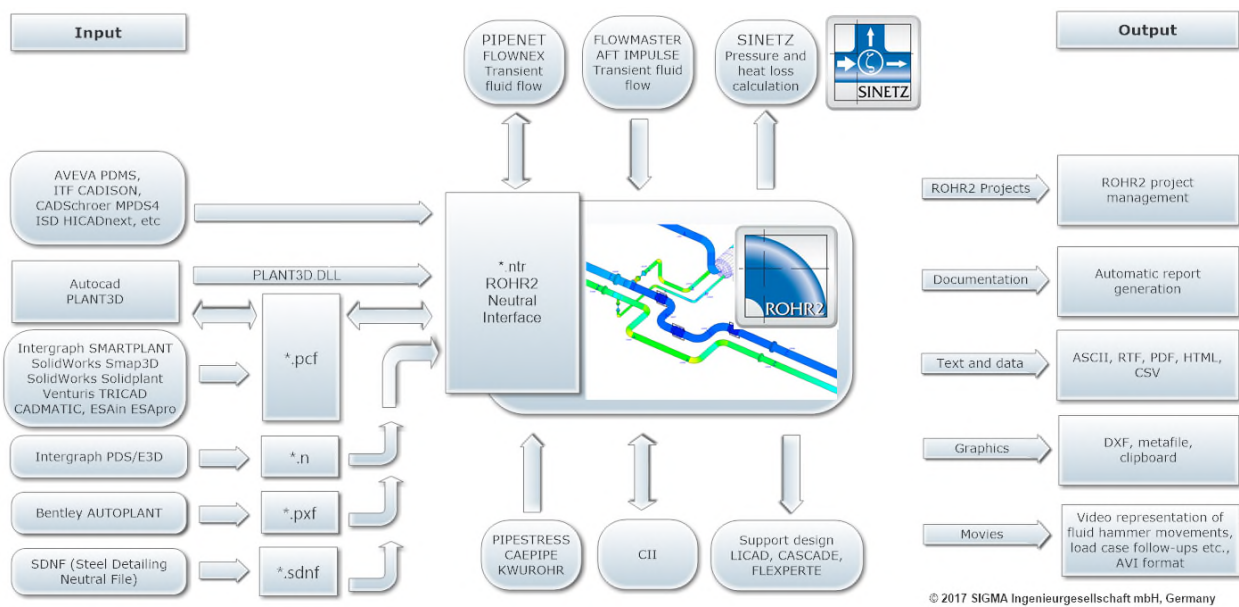 Input
PIPENET
FLOWNEX
Transient
fluid flow
FLOWMASTER
AFT IMPULSE
Transient fluid
flow
SINETZ
Pressure and
heat loss
calculation
ζ
SINETZ
Output
AVEVA PDMS,
ITF CADISON,
CADSchroer MPDS4
ISD HICADnext, etc
Autocad
PLANT3D
PLANT3D.DLL
Intergraph SMARTPLANT
SolidWorks Smap3D
SolidWorks Solidplant
Venturis TRICAD
CADMATIC, ESAin ESApro
*.pcf
Intergraph PDS/E3D
*.n
Bentley AUTOPLANT
*.pxf
SDNF (Steel Detailing
Neutral File)
*.sdnf
*.ntr
ROHR2
Neutral
Interface
ROHR2
PIPESTRESS
CAEPIPE
KWUROHR
CII
Support design
LICAD, CASCADE,
FLEXPERTE
ROHR2 Projects
ROHR2 project
management
Documentation
Automatic report
generation
Text and data
ASCII, RTF, PDF, HTML,
CSV
Graphics
DXF, metafile,
clipboard
Movies
Video representation of
fluid hammer movements,
load case follow-ups etc.,
AVI format
© 2017 SIGMA Ingenieurgesellschaft mbH, Germany